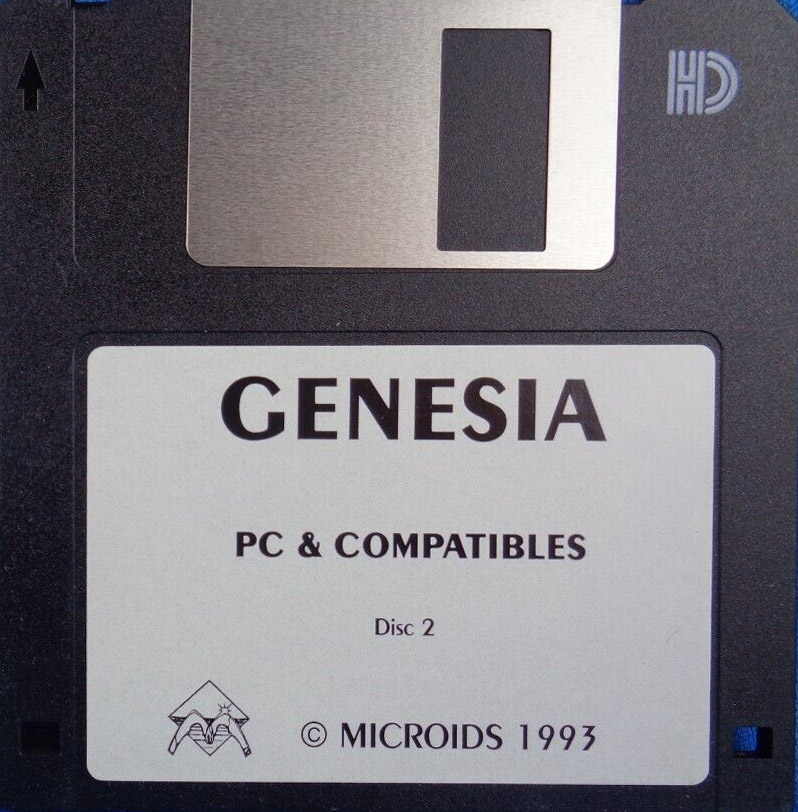 HD
GENESIA
PC & COMPATIBLES
Disc 2
© MICROIDS 1993